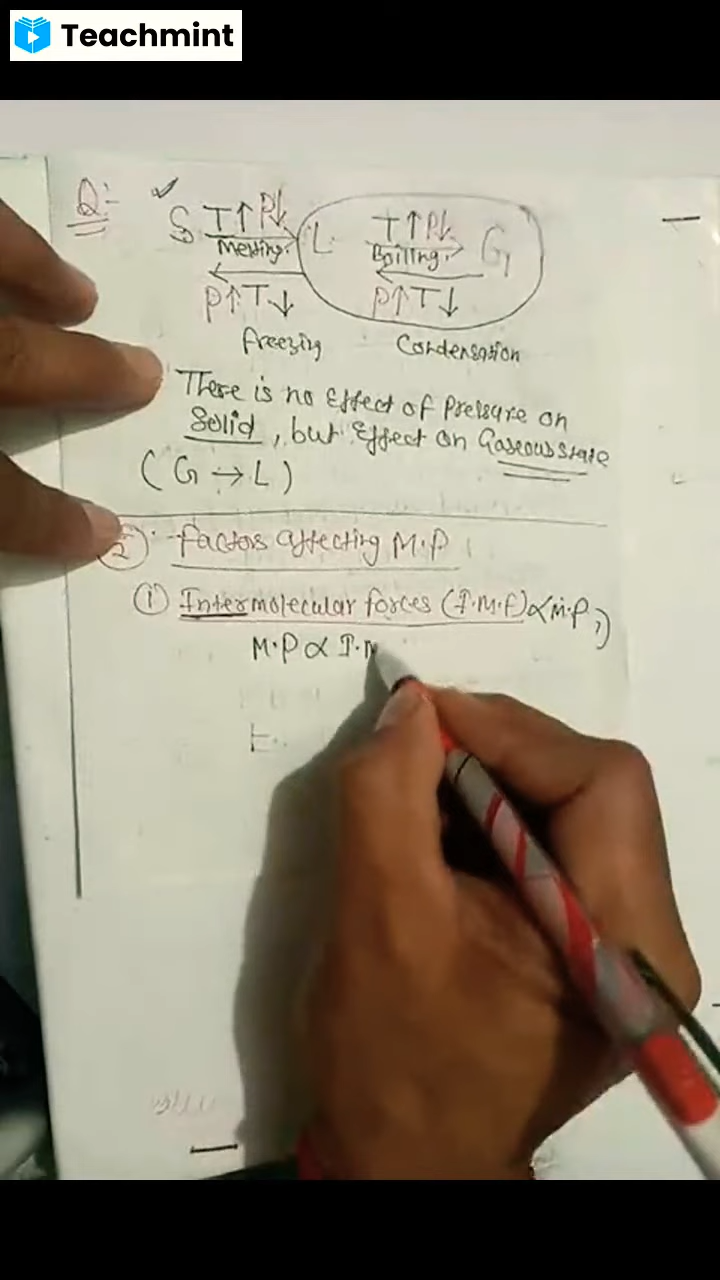 Teachmint
Q:-
S T↑ P↓ L T↑ P↓ G
Melting. Boiling.
P↑ T↓ P↑ T↓
freezing Condensation
There is no Effect of Pressure on
Solid, but Effect on Gaseous state
(G → L)
2 factors affecting M.P
① Intermolecular forces (I.M.F) ∝ M.P,
M.P ∝ I.M